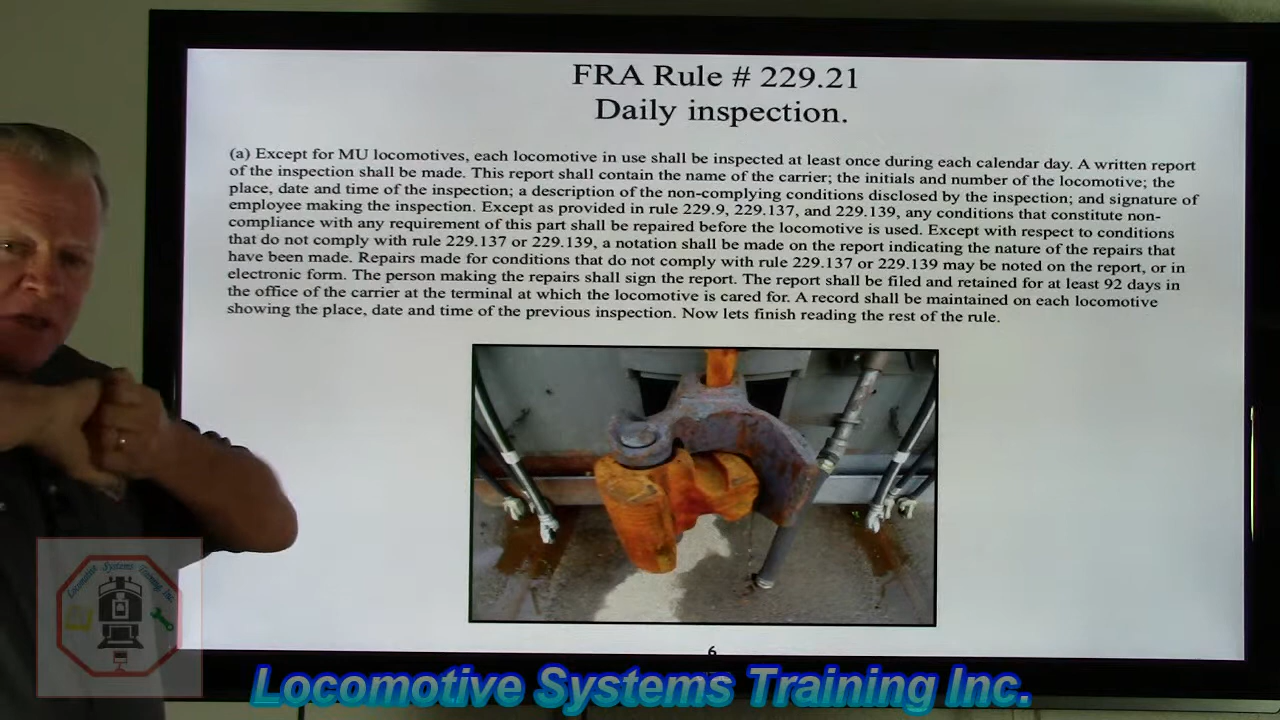 FRA Rule # 229.21
Daily inspection.
(a) Except for MU locomotives, each locomotive in use shall be inspected at least once during each calendar day. A written report
of the inspection shall be made. This report shall contain the name of the carrier; the initials and number of the locomotive; the
place, date and time of the inspection; a description of the non-complying conditions disclosed by the inspection; and signature of
employee making the inspection. Except as provided in rule 229.9, 229.137, and 229.139, any conditions that constitute non-
compliance with any requirement of this part shall be repaired before the locomotive is used. Except with respect to conditions
that do not comply with rule 229.137 or 229.139, a notation shall be made on the report indicating the nature of the repairs that
have been made. Repairs made for conditions that do not comply with rule 229.137 or 229.139 may be noted on the report, or in
electronic form. The person making the repairs shall sign the report. The report shall be filed and retained for at least 92 days in
the office of the carrier at the terminal at which the locomotive is cared for. A record shall be maintained on each locomotive
showing the place, date and time of the previous inspection. Now lets finish reading the rest of the rule.
6
Locomotive Systems Training Inc.
Locomotive Systems Training Inc.